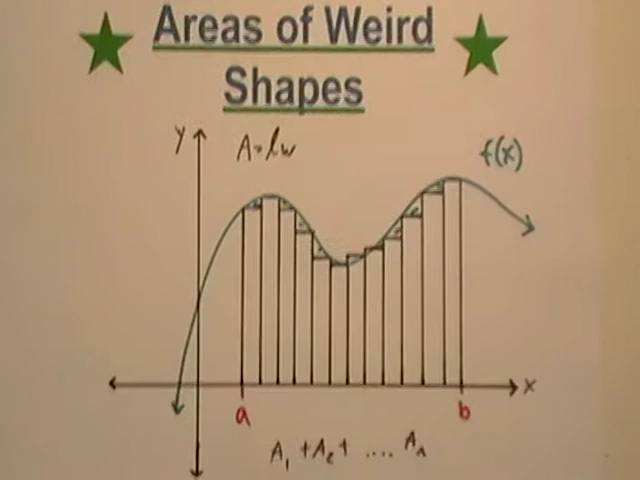 Areas of Weird
Shapes
y
A = lw
f(x)
x
a
b
A₁ + A₂ + .... Aₙ